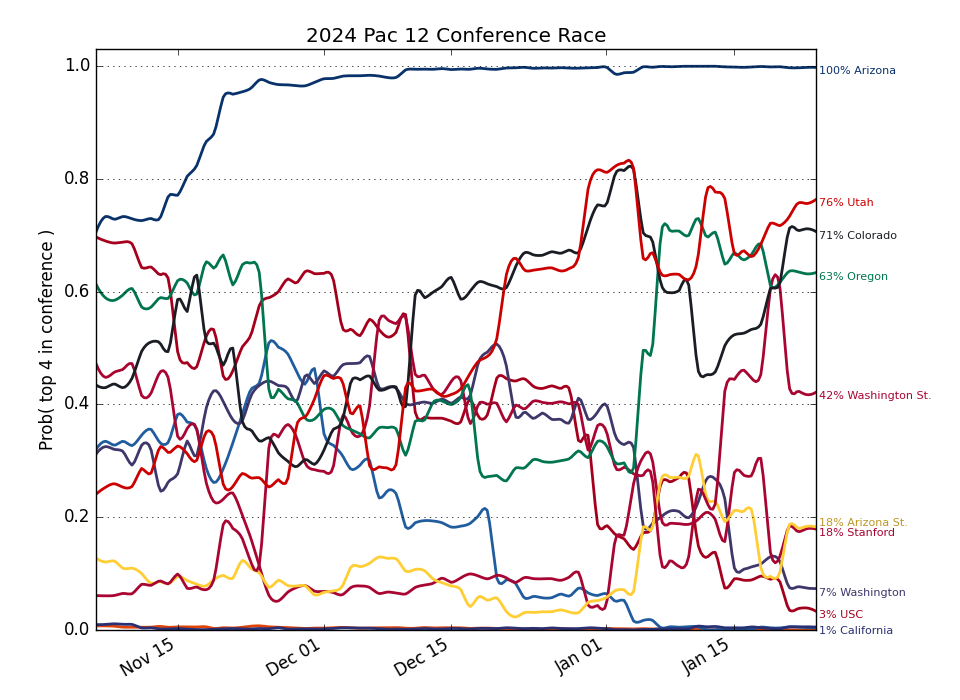 2024 Pac 12 Conference Race
Prob( top 4 in conference )
1.0
0.8
0.6
0.4
0.2
0.0
Nov 15
Dec 01
Dec 15
Jan 01
Jan 15
100% Arizona
76% Utah
71% Colorado
63% Oregon
42% Washington St.
18% Arizona St.
18% Stanford
7% Washington
3% USC
1% California